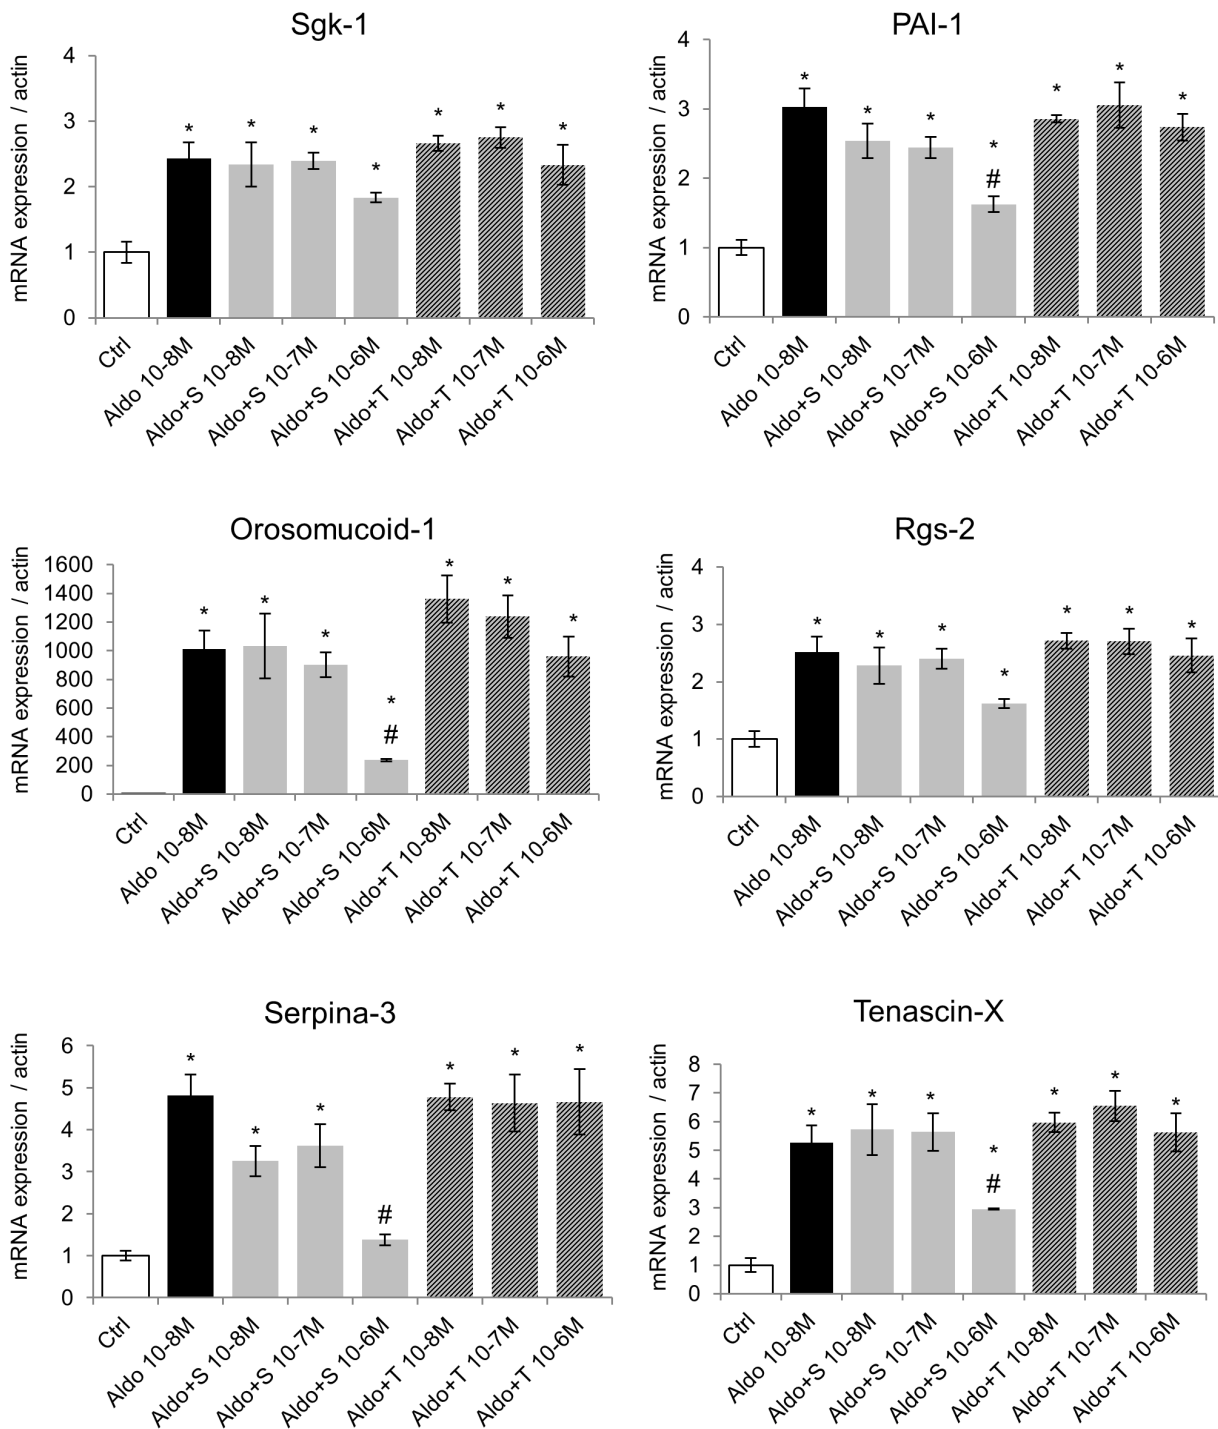 Sgk-1
mRNA expression / actin
4
3
2
1
0
* * * * * * *
Ctrl
Aldo 10-8M
Aldo+S 10-8M
Aldo+S 10-7M
Aldo+S 10-6M
Aldo+T 10-8M
Aldo+T 10-7M
Aldo+T 10-6M
PAI-1
mRNA expression / actin
4
3
2
1
0
* * * * * * *
#
Ctrl
Aldo 10-8M
Aldo+S 10-8M
Aldo+S 10-7M
Aldo+S 10-6M
Aldo+T 10-8M
Aldo+T 10-7M
Aldo+T 10-6M
Orosomucoid-1
mRNA expression / actin
1600
1400
1200
1000
800
600
400
200
0
* * * * * * *
#
Ctrl
Aldo 10-8M
Aldo+S 10-8M
Aldo+S 10-7M
Aldo+S 10-6M
Aldo+T 10-8M
Aldo+T 10-7M
Aldo+T 10-6M
Rgs-2
mRNA expression / actin
4
3
2
1
0
* * * * * * *
Ctrl
Aldo 10-8M
Aldo+S 10-8M
Aldo+S 10-7M
Aldo+S 10-6M
Aldo+T 10-8M
Aldo+T 10-7M
Aldo+T 10-6M
Serpina-3
mRNA expression / actin
6
5
4
3
2
1
0
* * * # * * *
Ctrl
Aldo 10-8M
Aldo+S 10-8M
Aldo+S 10-7M
Aldo+S 10-6M
Aldo+T 10-8M
Aldo+T 10-7M
Aldo+T 10-6M
Tenascin-X
mRNA expression / actin
8
7
6
5
4
3
2
1
0
* * * * * * *
#
Ctrl
Aldo 10-8M
Aldo+S 10-8M
Aldo+S 10-7M
Aldo+S 10-6M
Aldo+T 10-8M
Aldo+T 10-7M
Aldo+T 10-6M